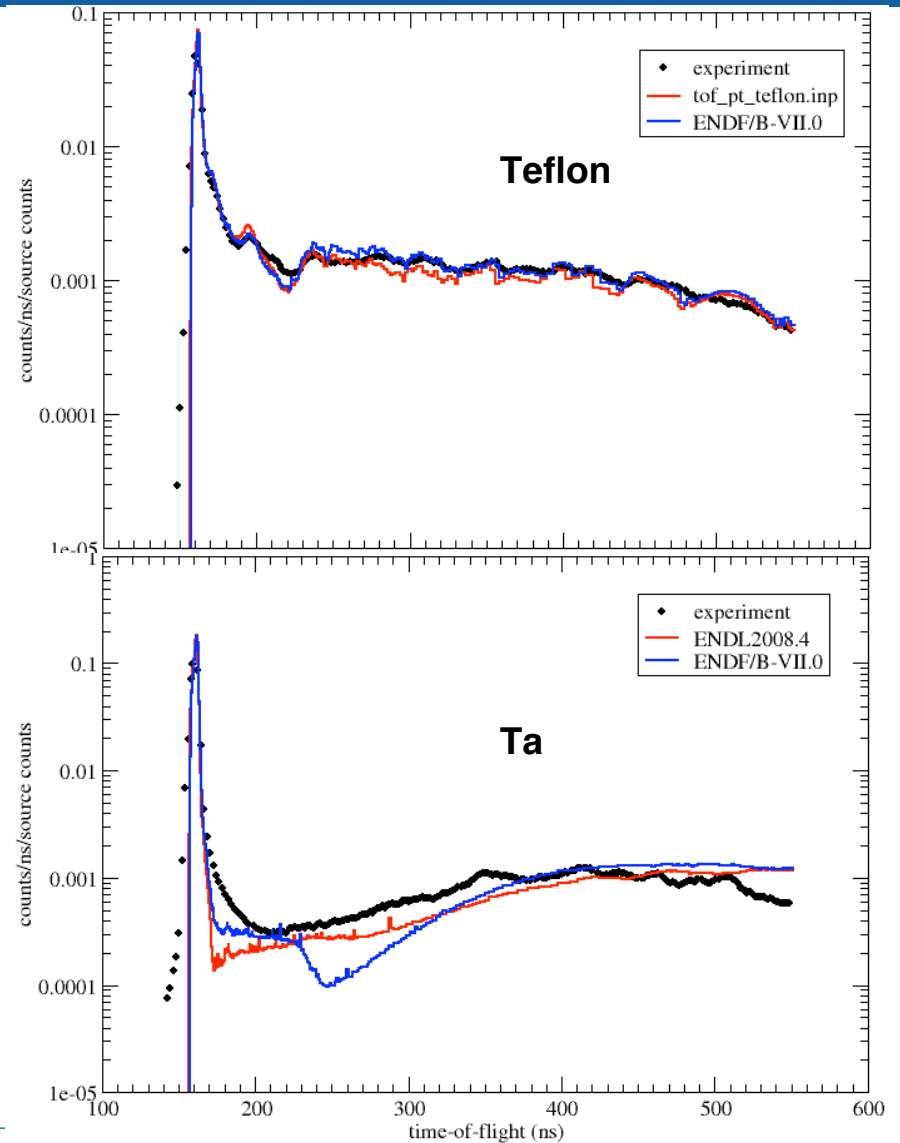 0.1
experiment
tof_pt_teflon.inp
ENDF/B-VII.0
Teflon
0.01
0.001
0.0001
1e-05
counts/ns/source counts
1
experiment
ENDL2008.4
ENDF/B-VII.0
0.1
Ta
0.01
0.001
0.0001
1e-05
counts/ns/source counts
100 200 300 400 500 600
time-of-flight (ns)